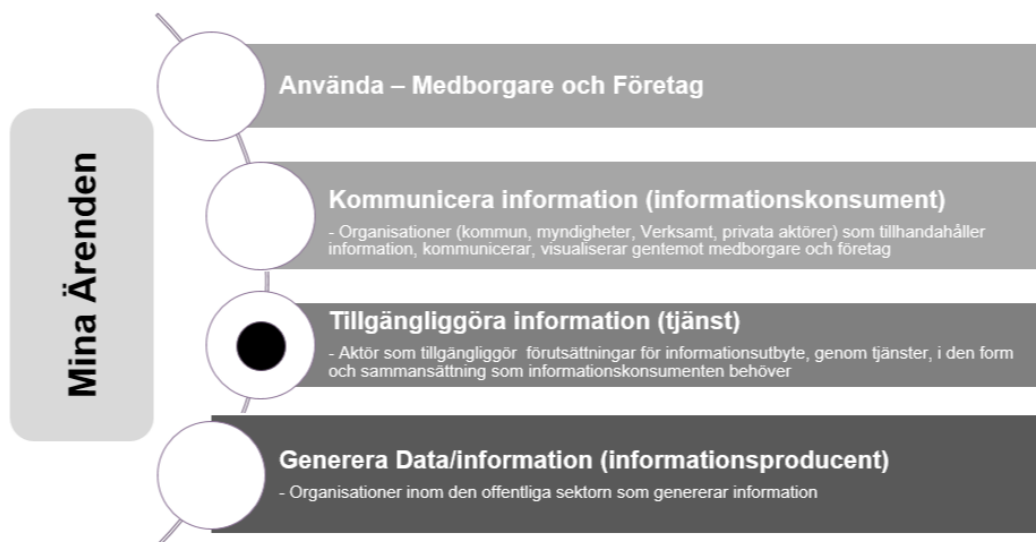 Mina Ärenden
Använda – Medborgare och Företag
Kommunicera information (informationskonsument)
- Organisationer (kommun, myndigheter, Verksamt, privata aktörer) som tillhandahåller
information, kommunicerar, visualiserar gentemot medborgare och företag
Tillgängliggöra information (tjänst)
- Aktör som tillgängliggör  förutsättningar för informationsutbyte, genom tjänster, i den form
och sammansättning som informationskonsumenten behöver
Generera Data/information (informationsproducent)
- Organisationer inom den offentliga sektorn som genererar information